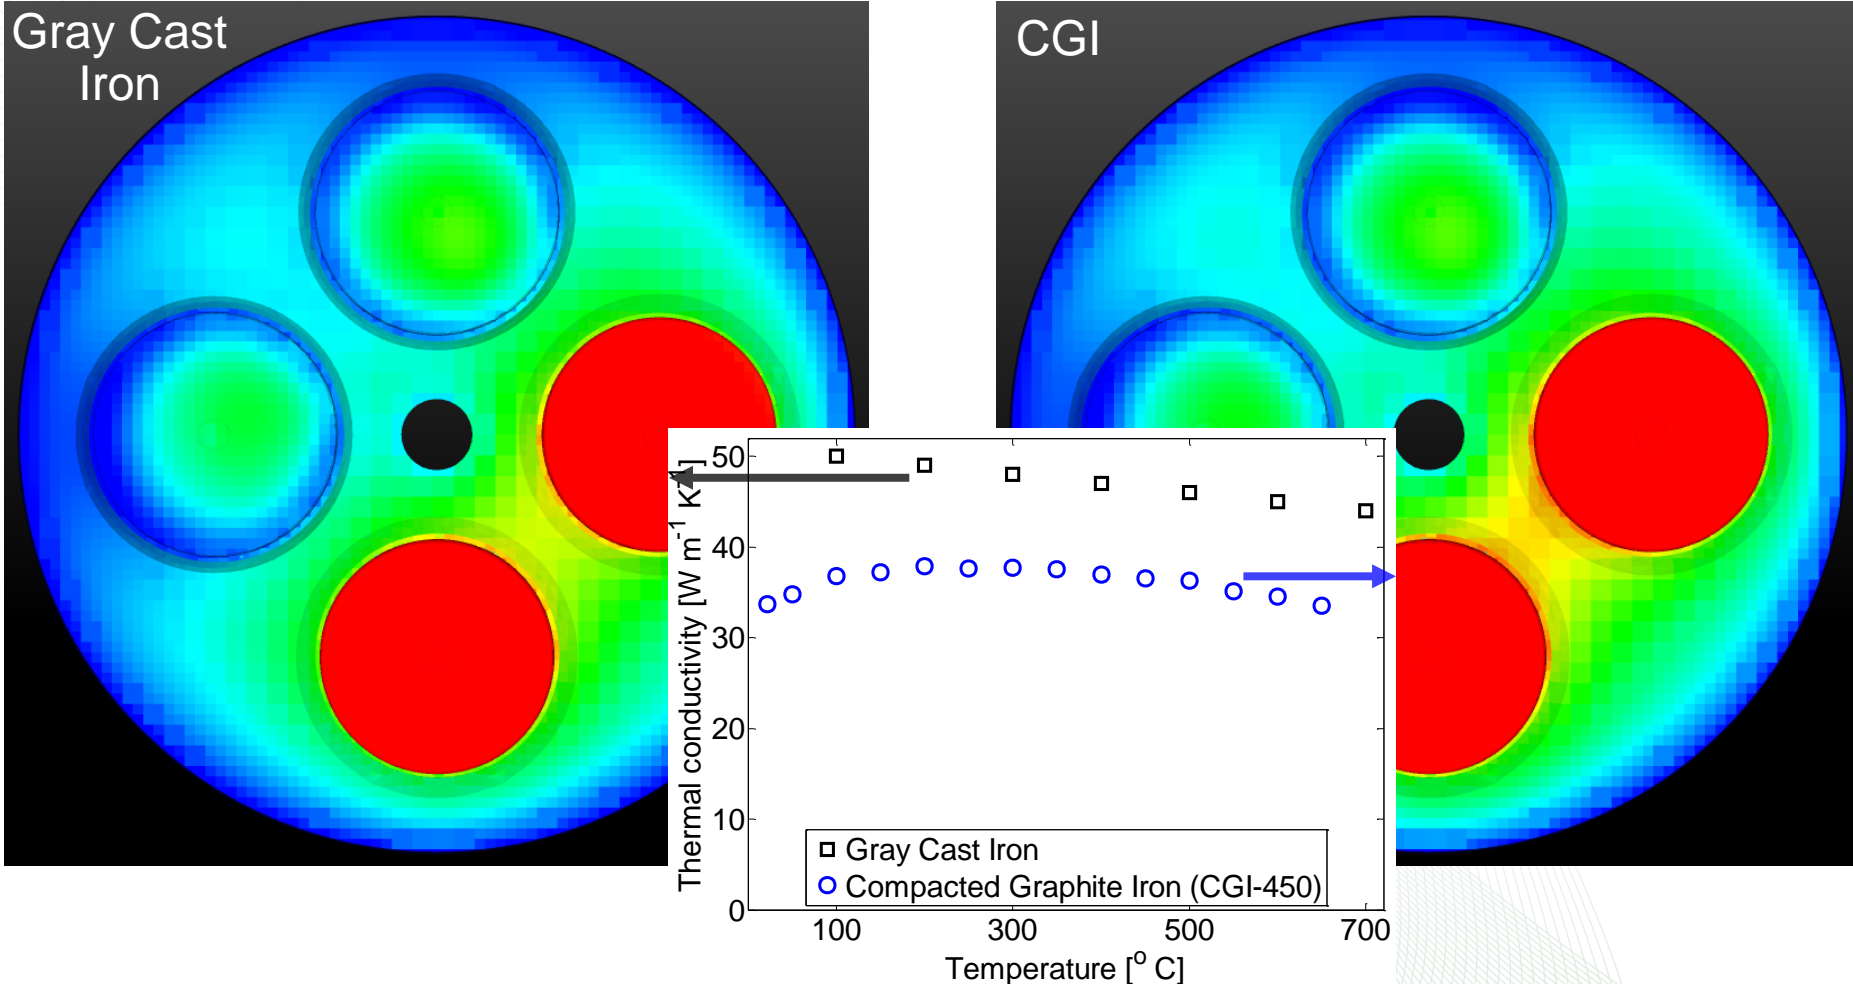 Gray Cast
Iron
CGI
Thermal conductivity [W m-1 K-1]
50
40
30
20
10
0
Gray Cast Iron
Compacted Graphite Iron (CGI-450)
100
300
500
700
Temperature [o C]